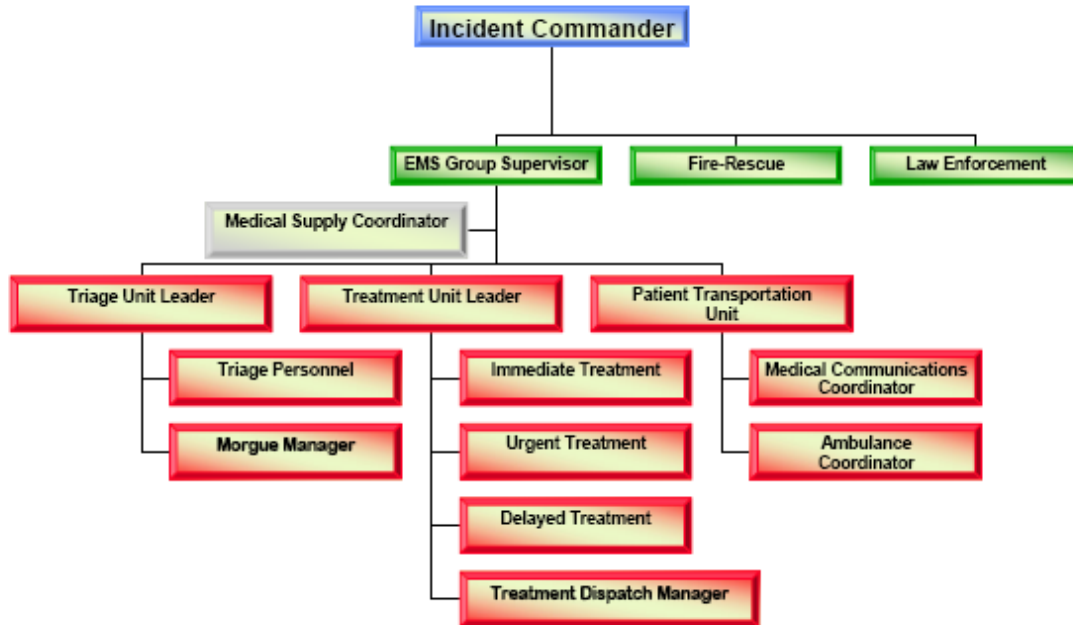 Incident Commander
EMS Group Supervisor
Fire-Rescue
Law Enforcement
Medical Supply Coordinator
Triage Unit Leader
Treatment Unit Leader
Patient Transportation
Unit
Triage Personnel
Immediate Treatment
Medical Communications
Coordinator
Morgue Manager
Urgent Treatment
Ambulance
Coordinator
Delayed Treatment
Treatment Dispatch Manager